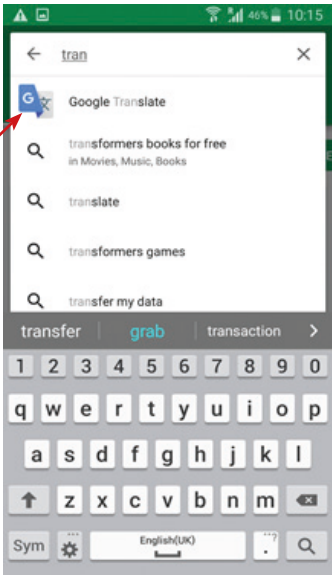 46% 10:15
tran
G 文
Google Translate
transformers books for free
in Movies, Music, Books
translate
transformers games
transfer my data
transfer grab transaction >
1 2 3 4 5 6 7 8 9 0
q w e r t y u i o p
a s d f g h j k l
z x c v b n m
Sym English(UK) .,?